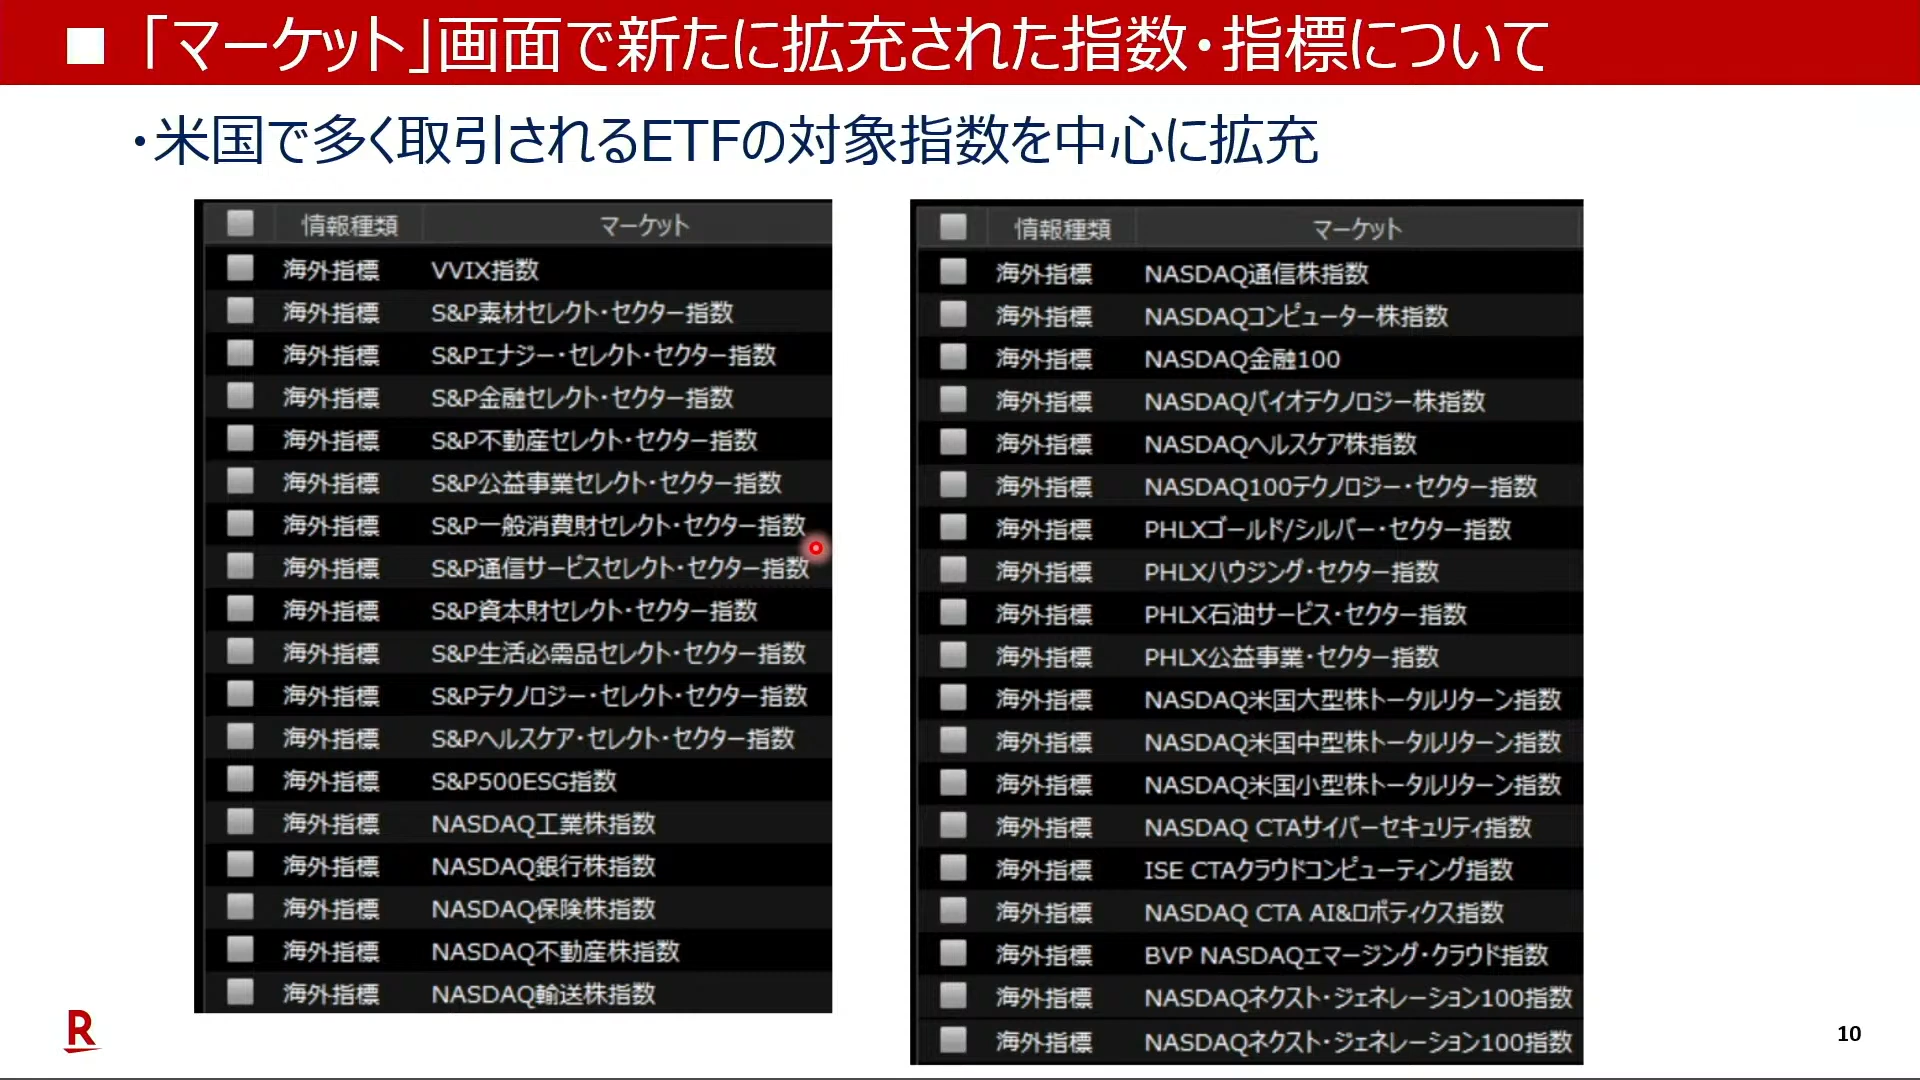 ■ 「マーケット」画面で新たに拡充された指数・指標について
・米国で多く取引されるETFの対象指数を中心に拡充
情報種類 マーケット
海外指標 VVIX指数
海外指標 S&P素材セレクト・セクター指数
海外指標 S&Pエナジー・セレクト・セクター指数
海外指標 S&P金融セレクト・セクター指数
海外指標 S&P不動産セレクト・セクター指数
海外指標 S&P公益事業セレクト・セクター指数
海外指標 S&P一般消費財セレクト・セクター指数
海外指標 S&P通信サービスセレクト・セクター指数
海外指標 S&P資本財セレクト・セクター指数
海外指標 S&P生活必需品セレクト・セクター指数
海外指標 S&Pテクノロジー・セレクト・セクター指数
海外指標 S&Pヘルスケア・セレクト・セクター指数
海外指標 S&P500ESG指数
海外指標 NASDAQ工業株指数
海外指標 NASDAQ銀行株指数
海外指標 NASDAQ保険株指数
海外指標 NASDAQ不動産株指数
海外指標 NASDAQ輸送株指数
情報種類 マーケット
海外指標 NASDAQ通信株指数
海外指標 NASDAQコンピューター株指数
海外指標 NASDAQ金融100
海外指標 NASDAQバイオテクノロジー株指数
海外指標 NASDAQヘルスケア株指数
海外指標 NASDAQ100テクノロジー・セクター指数
海外指標 PHLXゴールド/シルバー・セクター指数
海外指標 PHLXハウジング・セクター指数
海外指標 PHLX石油サービス・セクター指数
海外指標 PHLX公益事業・セクター指数
海外指標 NASDAQ米国大型株トータルリターン指数
海外指標 NASDAQ米国中型株トータルリターン指数
海外指標 NASDAQ米国小型株トータルリターン指数
海外指標 NASDAQ CTAサイバーセキュリティ指数
海外指標 ISE CTAクラウドコンピューティング指数
海外指標 NASDAQ CTA AI&ロボティクス指数
海外指標 BVP NASDAQエマージング・クラウド指数
海外指標 NASDAQネクスト・ジェネレーション100指数
海外指標 NASDAQネクスト・ジェネレーション100指数
R
10